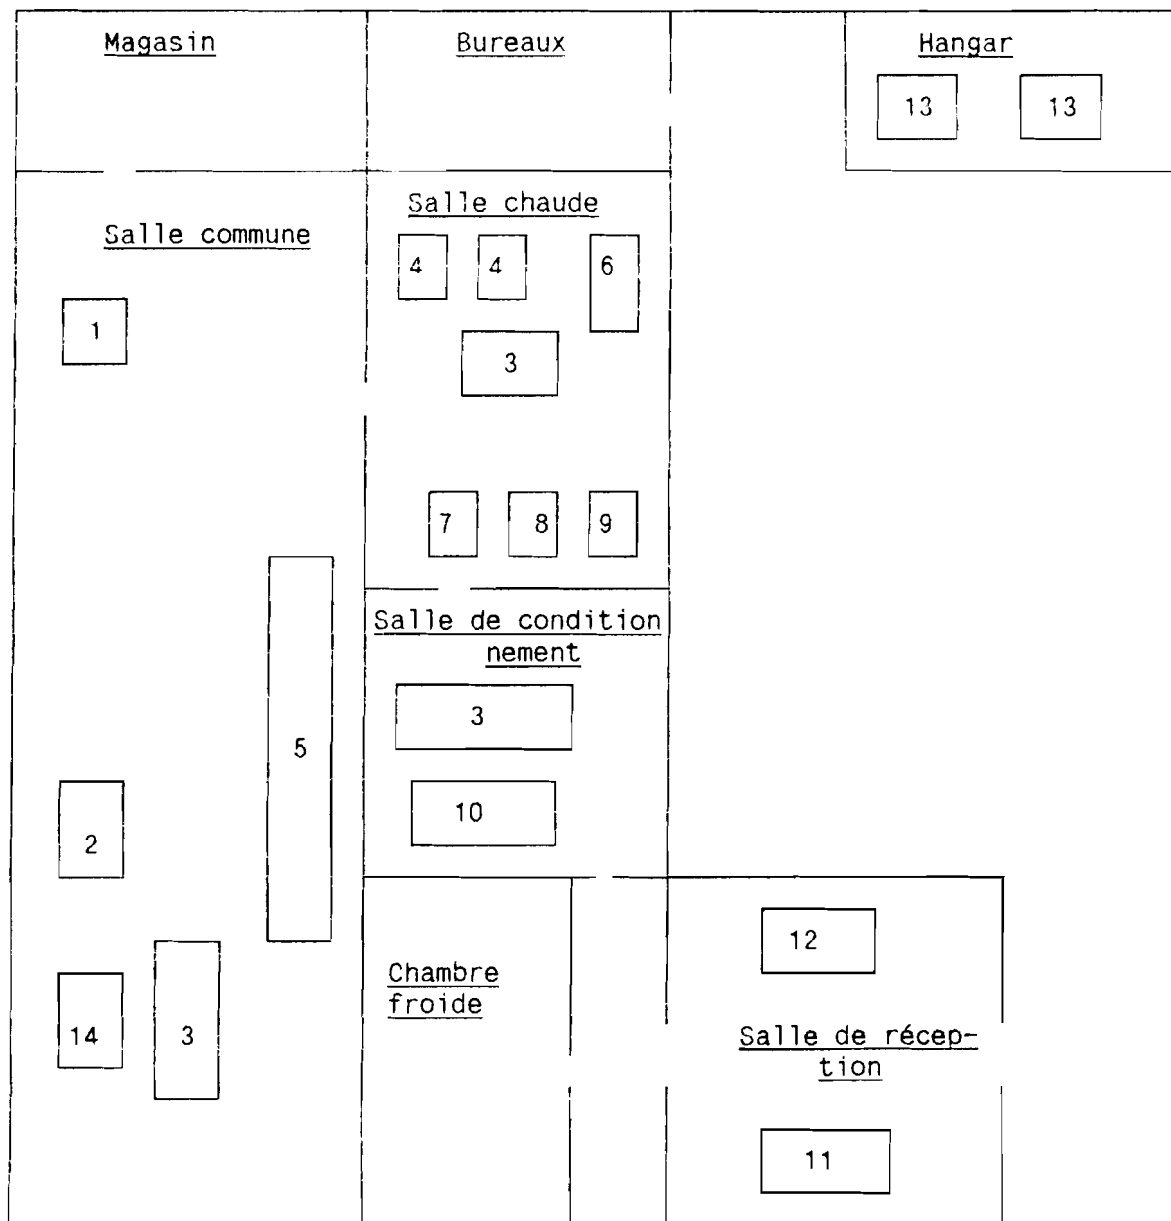 Magasin
Bureaux
Hangar
13
13
Salle chaude
Salle commune
4
4
6
1
3
7
8
9
Salle de condition
nement
3
5
10
2
12
Chambre
froide
14
3
Salle de récep-
tion
11